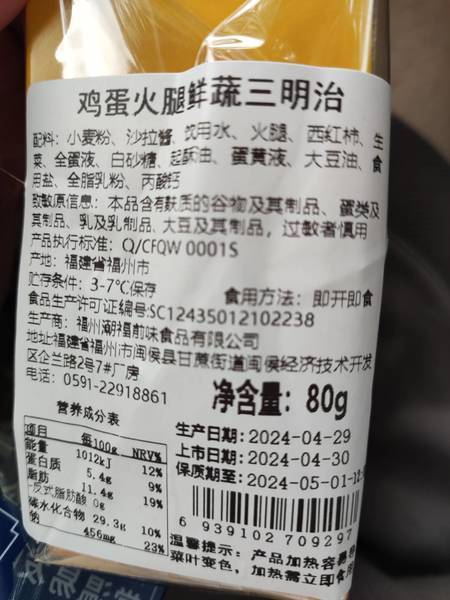 鸡蛋火腿鲜蔬三明治
配料：小麦粉、沙拉酱、饮用水、火腿、西红柿、生
菜、全蛋液、白砂糖、起酥油、蛋黄液、大豆油、食
用盐、全脂乳粉、丙酸钙
致敏原信息：本品含有麸质的谷物及其制品、蛋类及
其制品、乳及乳制品、大豆及其制品，过敏者慎用
产品执行标准：Q/CFQW 0001S
产地：福建省福州市
贮存条件：3-7℃保存 食用方法：即开即食
食品生产许可证编号:SC12435012102238
生产商：福州潮福前味食品有限公司
地址:福建省福州市闽侯县甘蔗街道闽侯经济技术开发
区企兰路2号7#厂房
电话：0591-22918861
净含量：80g
营养成分表
项目 每100g NRV%
能量 1012kJ 12%
蛋白质 5.4g 9%
脂肪 11.4g 19%
-反式脂肪酸 0g
碳水化合物 29.3g 10%
钠 456mg 23%
生产日期：2024-04-29
上市日期：2024-04-30
保质期至：2024-05-01
6 939102 709297
温馨提示：产品加热容易
菜叶变色，加热需立即食